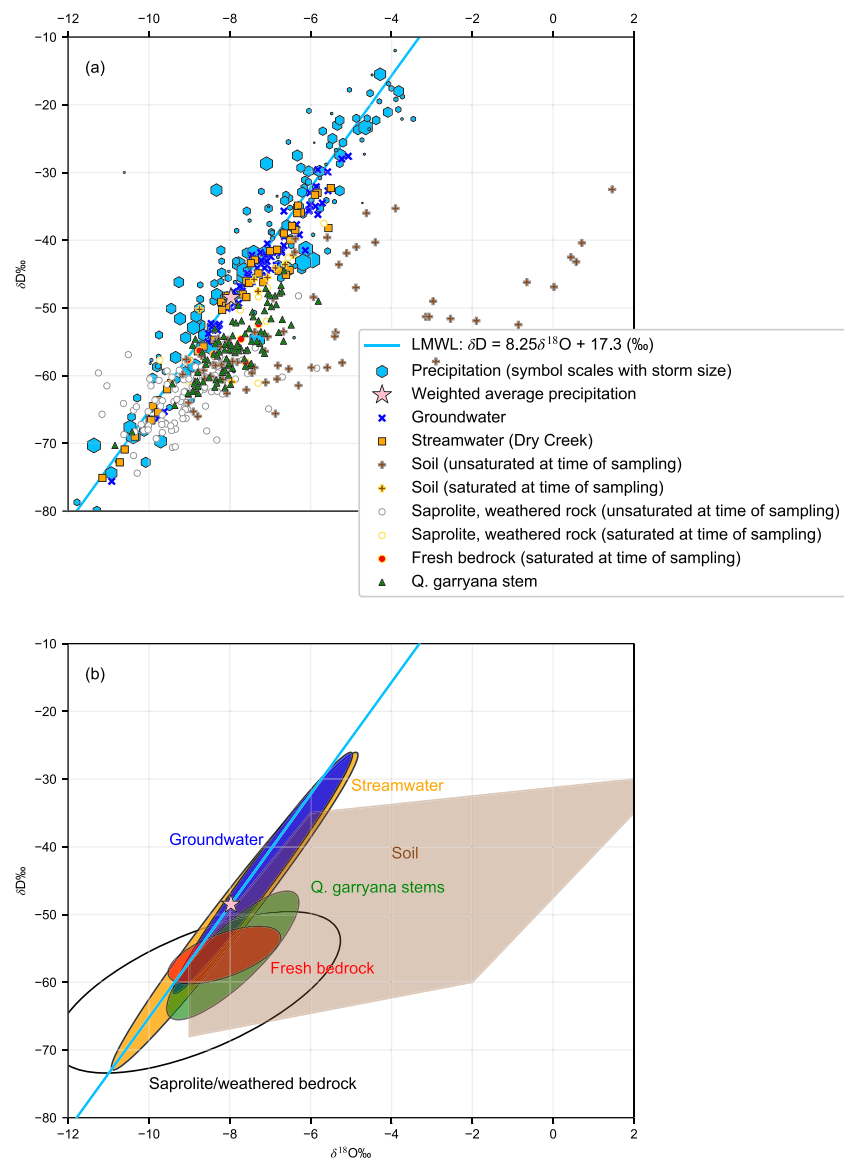 −12 −10 −8 −6 −4 −2 0 2
−10
(a)
−20
−30
−40
δD‰
−50
−60
−70
−80
LMWL: δD = 8.25δ¹⁸O + 17.3 (‰)
Precipitation (symbol scales with storm size)
Weighted average precipitation
Groundwater
Streamwater (Dry Creek)
Soil (unsaturated at time of sampling)
Soil (saturated at time of sampling)
Saprolite, weathered rock (unsaturated at time of sampling)
Saprolite, weathered rock (saturated at time of sampling)
Fresh bedrock (saturated at time of sampling)
Q. garryana stem
−10
(b)
−20
−30
Streamwater
Groundwater
−40
Soil
δD‰
Q. garryana stems
−50
Fresh bedrock
−60
−70
Saprolite/weathered bedrock
−80
−12 −10 −8 −6 −4 −2 0 2
δ¹⁸O‰